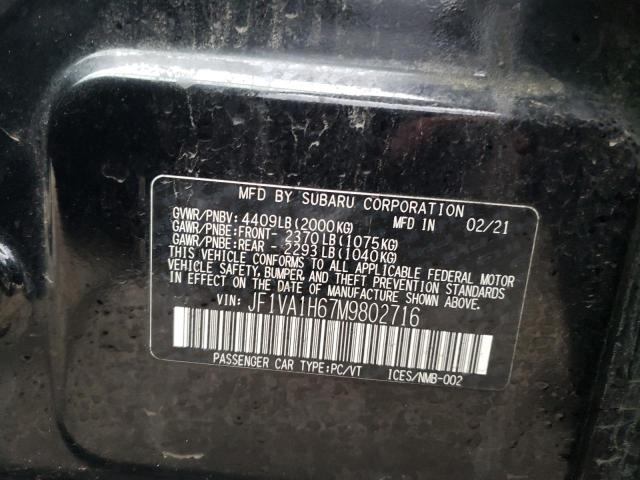 MFD BY SUBARU CORPORATION
GVWR/PNBV: 4409LB(2000KG) MFD IN 02/21
GAWR/PNBE:FRONT- 2370LB(1075KG)
GAWR/PNBE:REAR - 2293LB(1040KG)
THIS VEHICLE CONFORMS TO ALL APPLICABLE FEDERAL MOTOR
VEHICLE SAFETY, BUMPER, AND THEFT PREVENTION STANDARDS
IN EFFECT ON THE DATE OF MANUFACTURE SHOWN ABOVE.
VIN: JF1VA1H67M9802716
PASSENGER CAR TYPE:PC/VT ICES/NMB-002